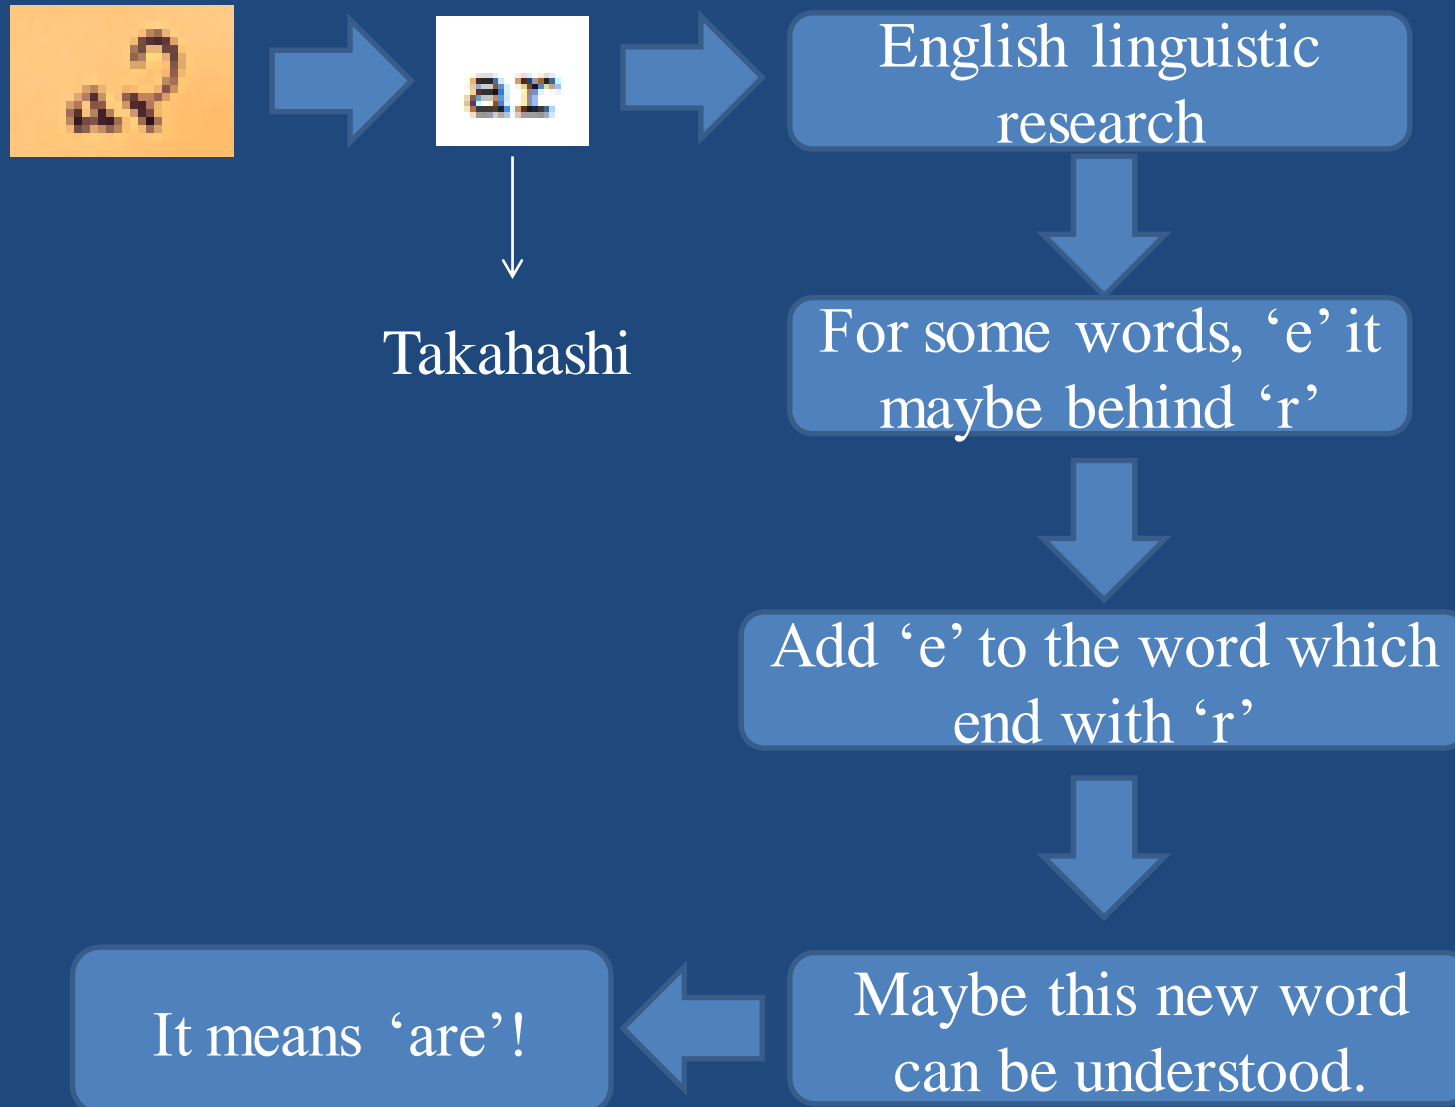 ar
English linguistic
research
Takahashi
For some words, ‘e’ it
maybe behind ‘r’
Add ‘e’ to the word which
end with ‘r’
Maybe this new word
can be understood.
It means ‘are’!